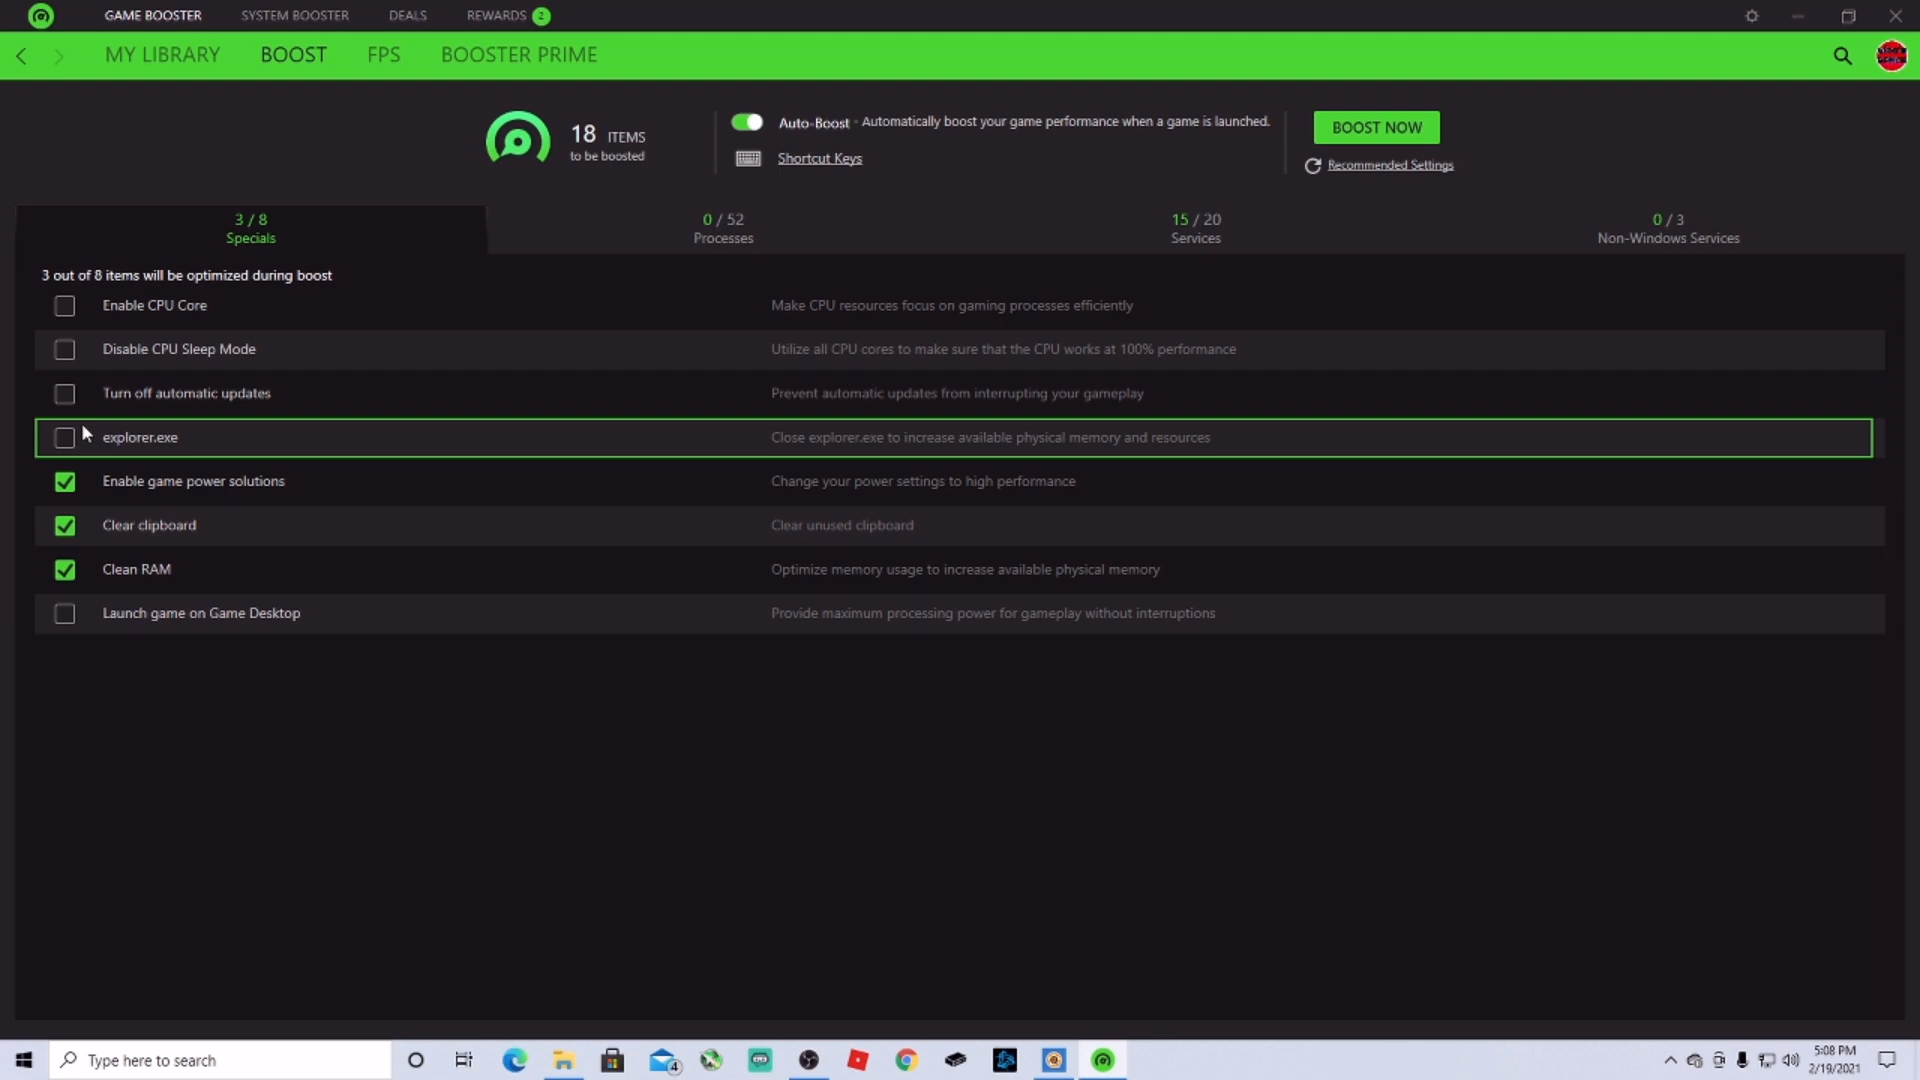 GAME BOOSTER SYSTEM BOOSTER DEALS REWARDS 2
MY LIBRARY BOOST FPS BOOSTER PRIME
18 ITEMS
to be boosted
Auto-Boost - Automatically boost your game performance when a game is launched.
Shortcut Keys
BOOST NOW
Recommended Settings
3 / 8
Specials
0 / 52
Processes
15 / 20
Services
0 / 3
Non-Windows Services
3 out of 8 items will be optimized during boost
Enable CPU Core Make CPU resources focus on gaming processes efficiently
Disable CPU Sleep Mode Utilize all CPU cores to make sure that the CPU works at 100% performance
Turn off automatic updates Prevent automatic updates from interrupting your gameplay
explorer.exe Close explorer.exe to increase available physical memory and resources
Enable game power solutions Change your power settings to high performance
Clear clipboard Clear unused clipboard
Clean RAM Optimize memory usage to increase available physical memory
Launch game on Game Desktop Provide maximum processing power for gameplay without interruptions
Type here to search
4
5:08 PM
2/19/2021